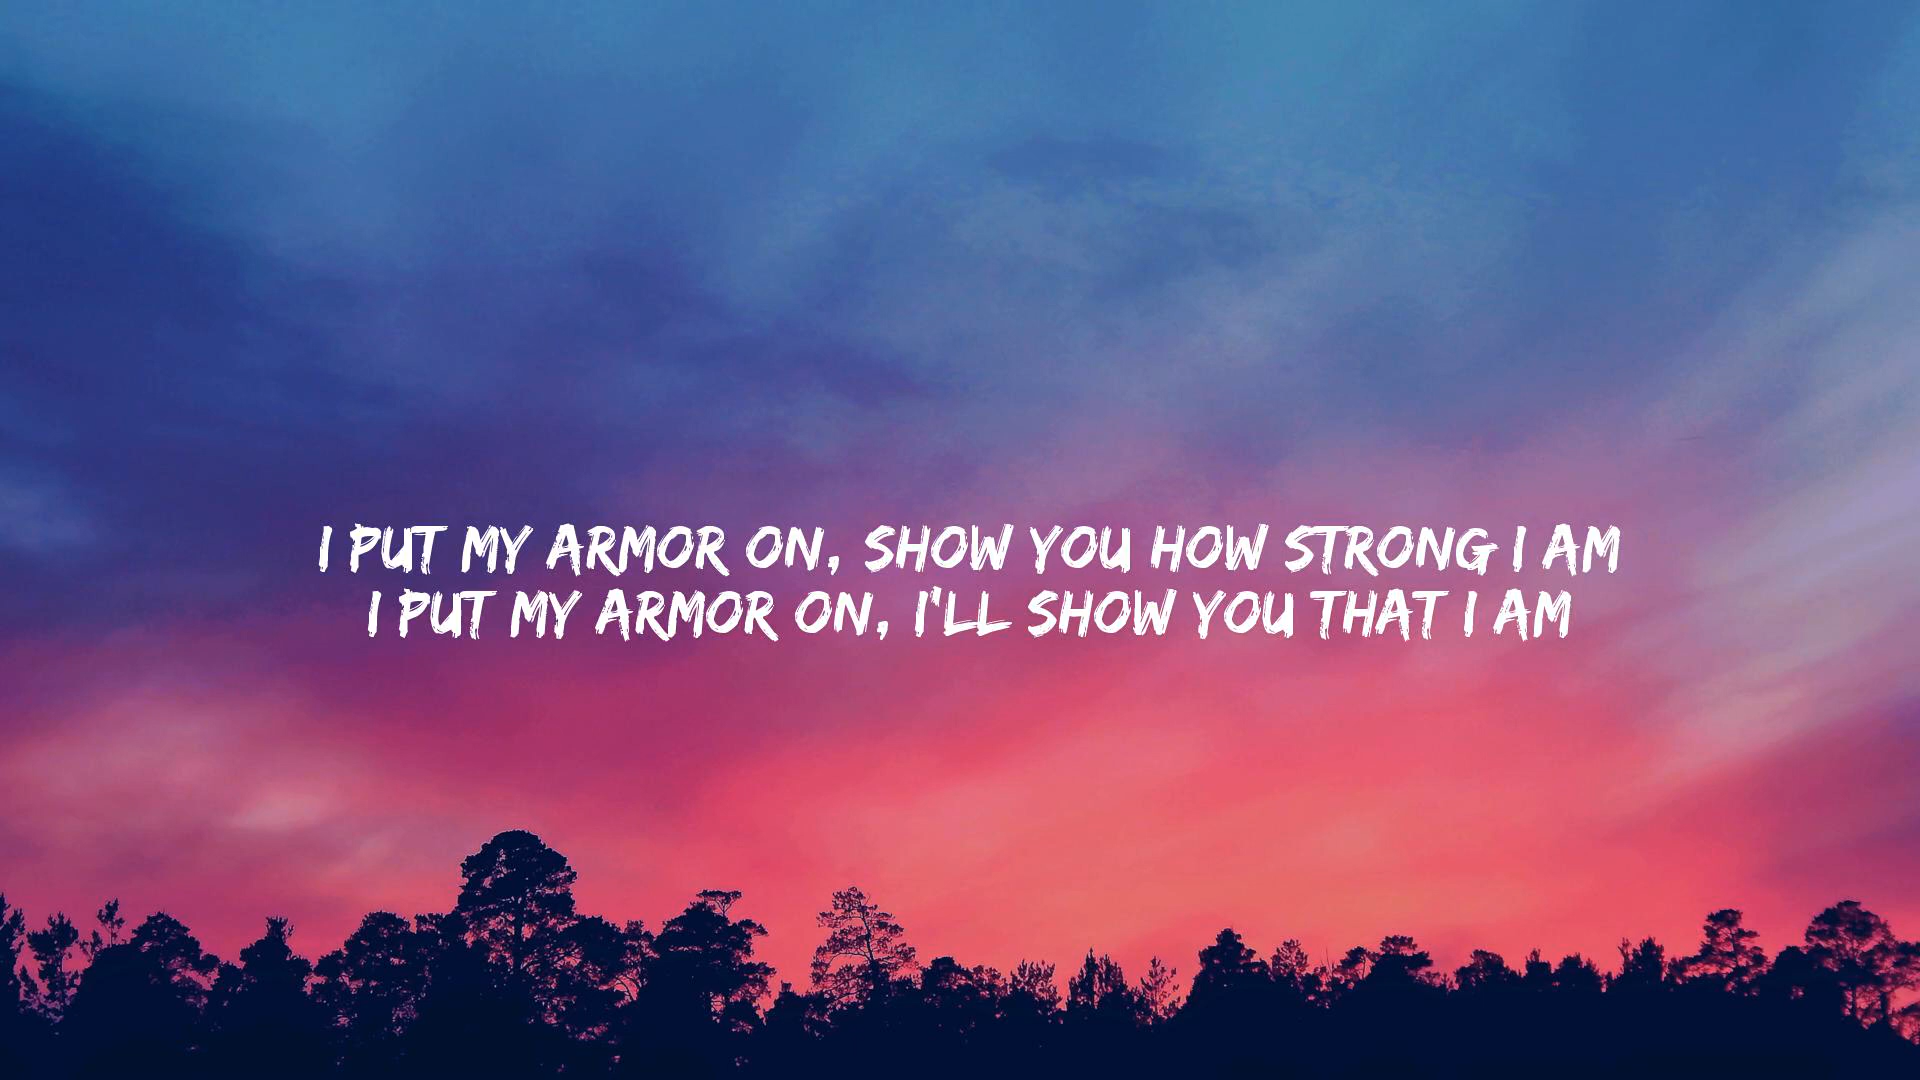 I PUT MY ARMOR ON, SHOW YOU HOW STRONG I AM
I PUT MY ARMOR ON, I'LL SHOW YOU THAT I AM